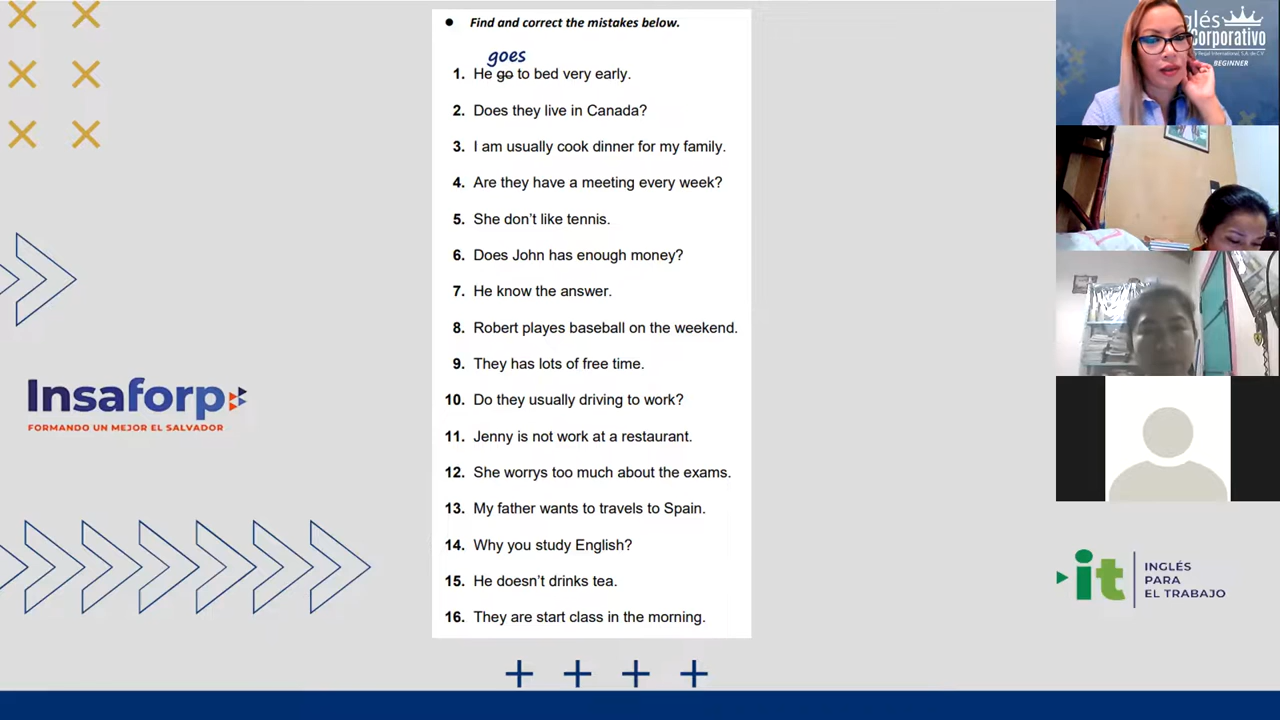 ● Find and correct the mistakes below.
goes
1. He go to bed very early.
2. Does they live in Canada?
3. I am usually cook dinner for my family.
4. Are they have a meeting every week?
5. She don't like tennis.
6. Does John has enough money?
7. He know the answer.
8. Robert playes baseball on the weekend.
9. They has lots of free time.
10. Do they usually driving to work?
11. Jenny is not work at a restaurant.
12. She worrys too much about the exams.
13. My father wants to travels to Spain.
14. Why you study English?
15. He doesn't drinks tea.
16. They are start class in the morning.
Insaforp
FORMANDO UN MEJOR EL SALVADOR
glés
Corporativo
BEGINNER
it
INGLÉS
PARA
EL TRABAJO